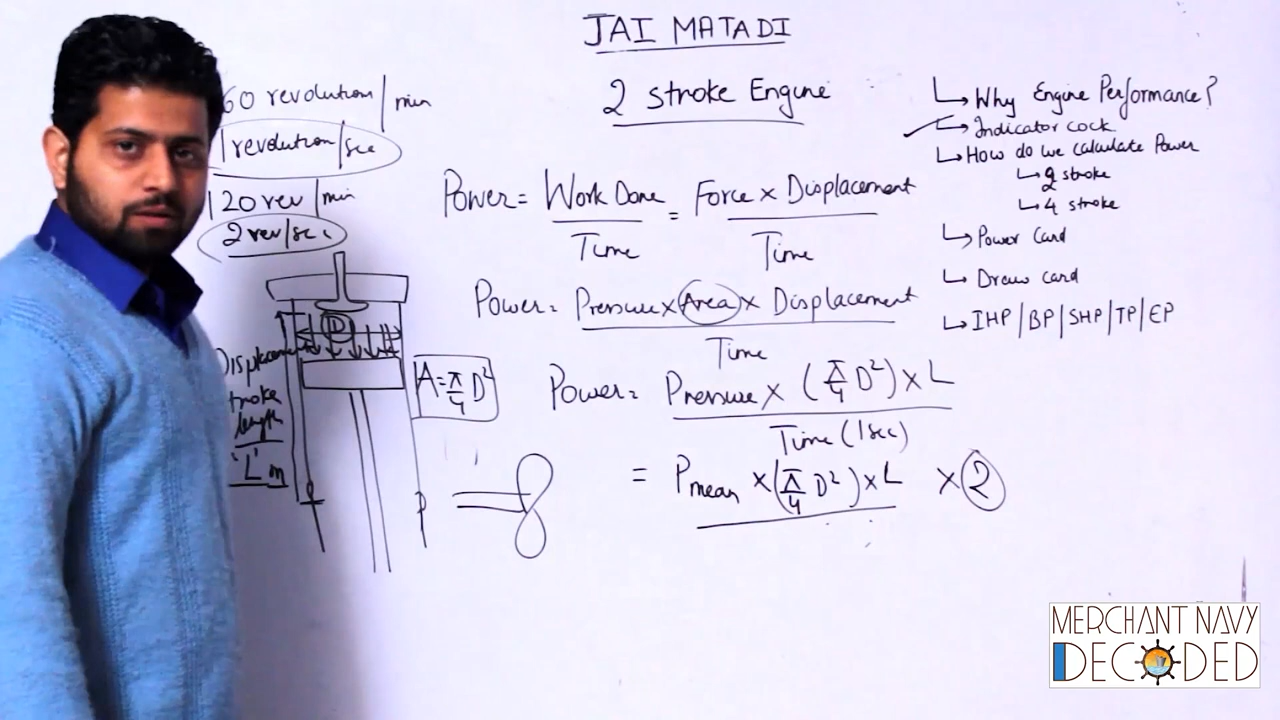 JAI MATADI
2 stroke Engine
60 revolution/min
1 revolution/sec
120 rev/min
2 rev/sec
Power = Work Done / Time = Force × Displacement / Time
Power = Pressure × Area × Displacement / Time
Power = Pressure × (π/4 D²) × L / Time (1sec)
= Pmean × (π/4 D²) × L × 2
D
Displacement
stroke
length
'L' m
A = π/4 D²
↳ Why Engine Performance?
↳ Indicator cock
↳ How do we calculate Power
↳ 2 stroke
↳ 4 stroke
↳ Power card
↳ Draw card
↳ IHP/BP/SHP/TP/EP
MERCHANT NAVY
DECODED